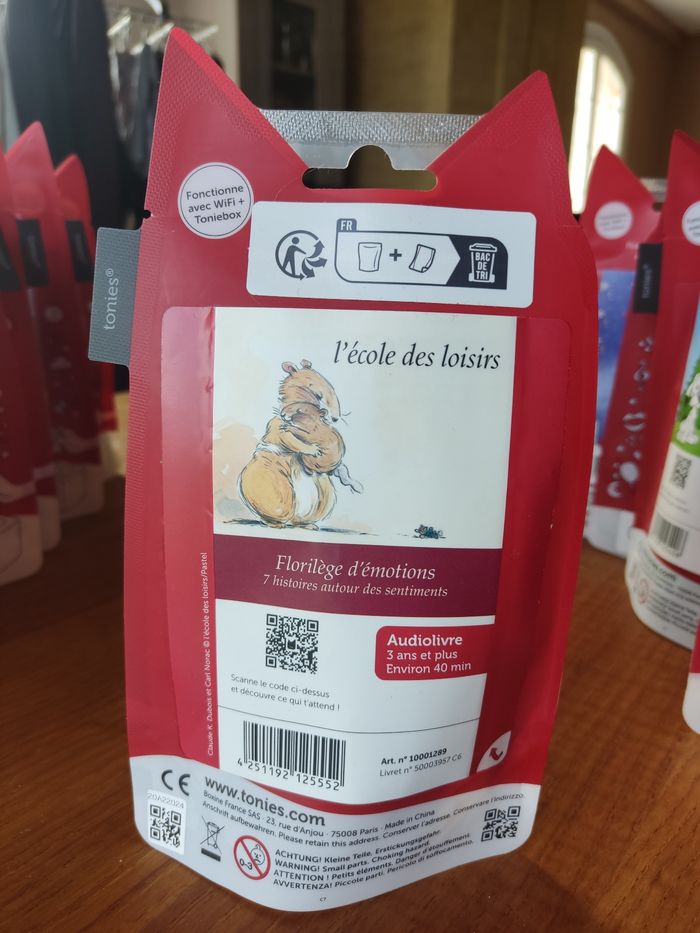 Fonctionne
avec WiFi +
Toniebox
FR
BAC
DE
TRI
tonies®
l'école des loisirs
Florilège d'émotions
7 histoires autour des sentiments
Claude K. Dubois et Carl Norac © l'école des loisirs/Pastel
Audiolivre
3 ans et plus
Environ 40 min
Scanne le code ci-dessus
et découvre ce qui t'attend !
4 251192 125552
Art. n° 10001289
Livret n° 50003957 C6
CE
20A22024
www.tonies.com
Boxine France SAS · 23, rue d'Anjou · 75008 Paris · Made in China
Anschrift aufbewahren. Please retain this address. Conserver l'adresse. Conservare l'indirizzo.
0-3
ACHTUNG! Kleine Teile. Erstickungsgefahr.
WARNING! Small parts. Choking hazard.
ATTENTION ! Petits éléments. Danger d'étouffement.
AVVERTENZA! Piccole parti. Pericolo di soffocamento.
C7
tonies